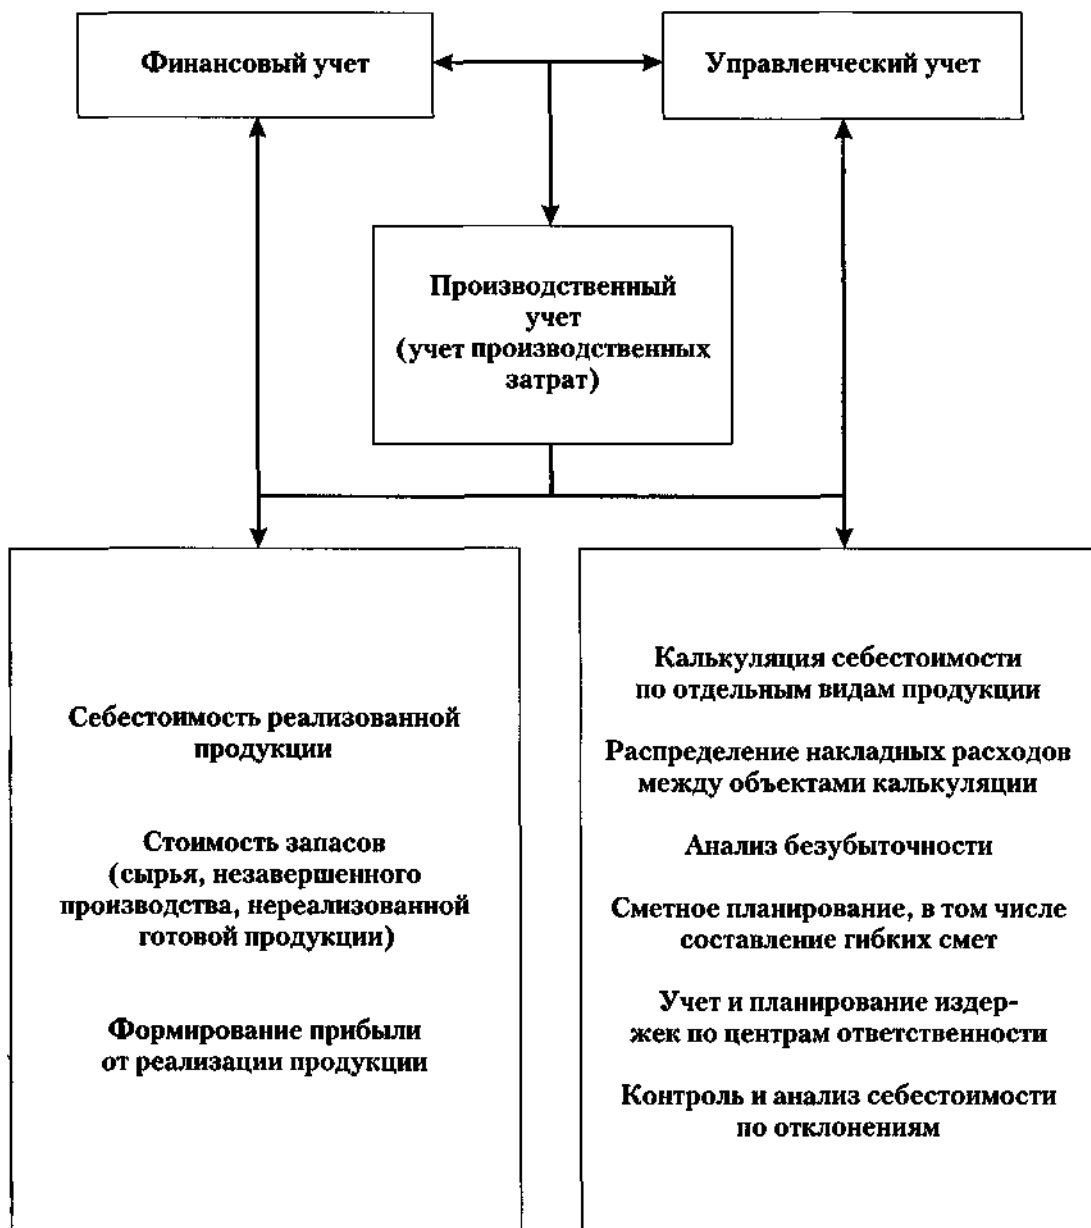 Финансовый учет
Управленческий учет
Производственный
учет
(учет производственных
затрат)
Себестоимость реализованной
продукции
Стоимость запасов
(сырья, незавершенного
производства, нереализованной
готовой продукции)
Формирование прибыли
от реализации продукции
Калькуляция себестоимости
по отдельным видам продукции
Распределение накладных расходов
между объектами калькуляции
Анализ безубыточности
Сметное планирование, в том числе
составление гибких смет
Учет и планирование издер-
жек по центрам ответственности
Контроль и анализ себестоимости
по отклонениям